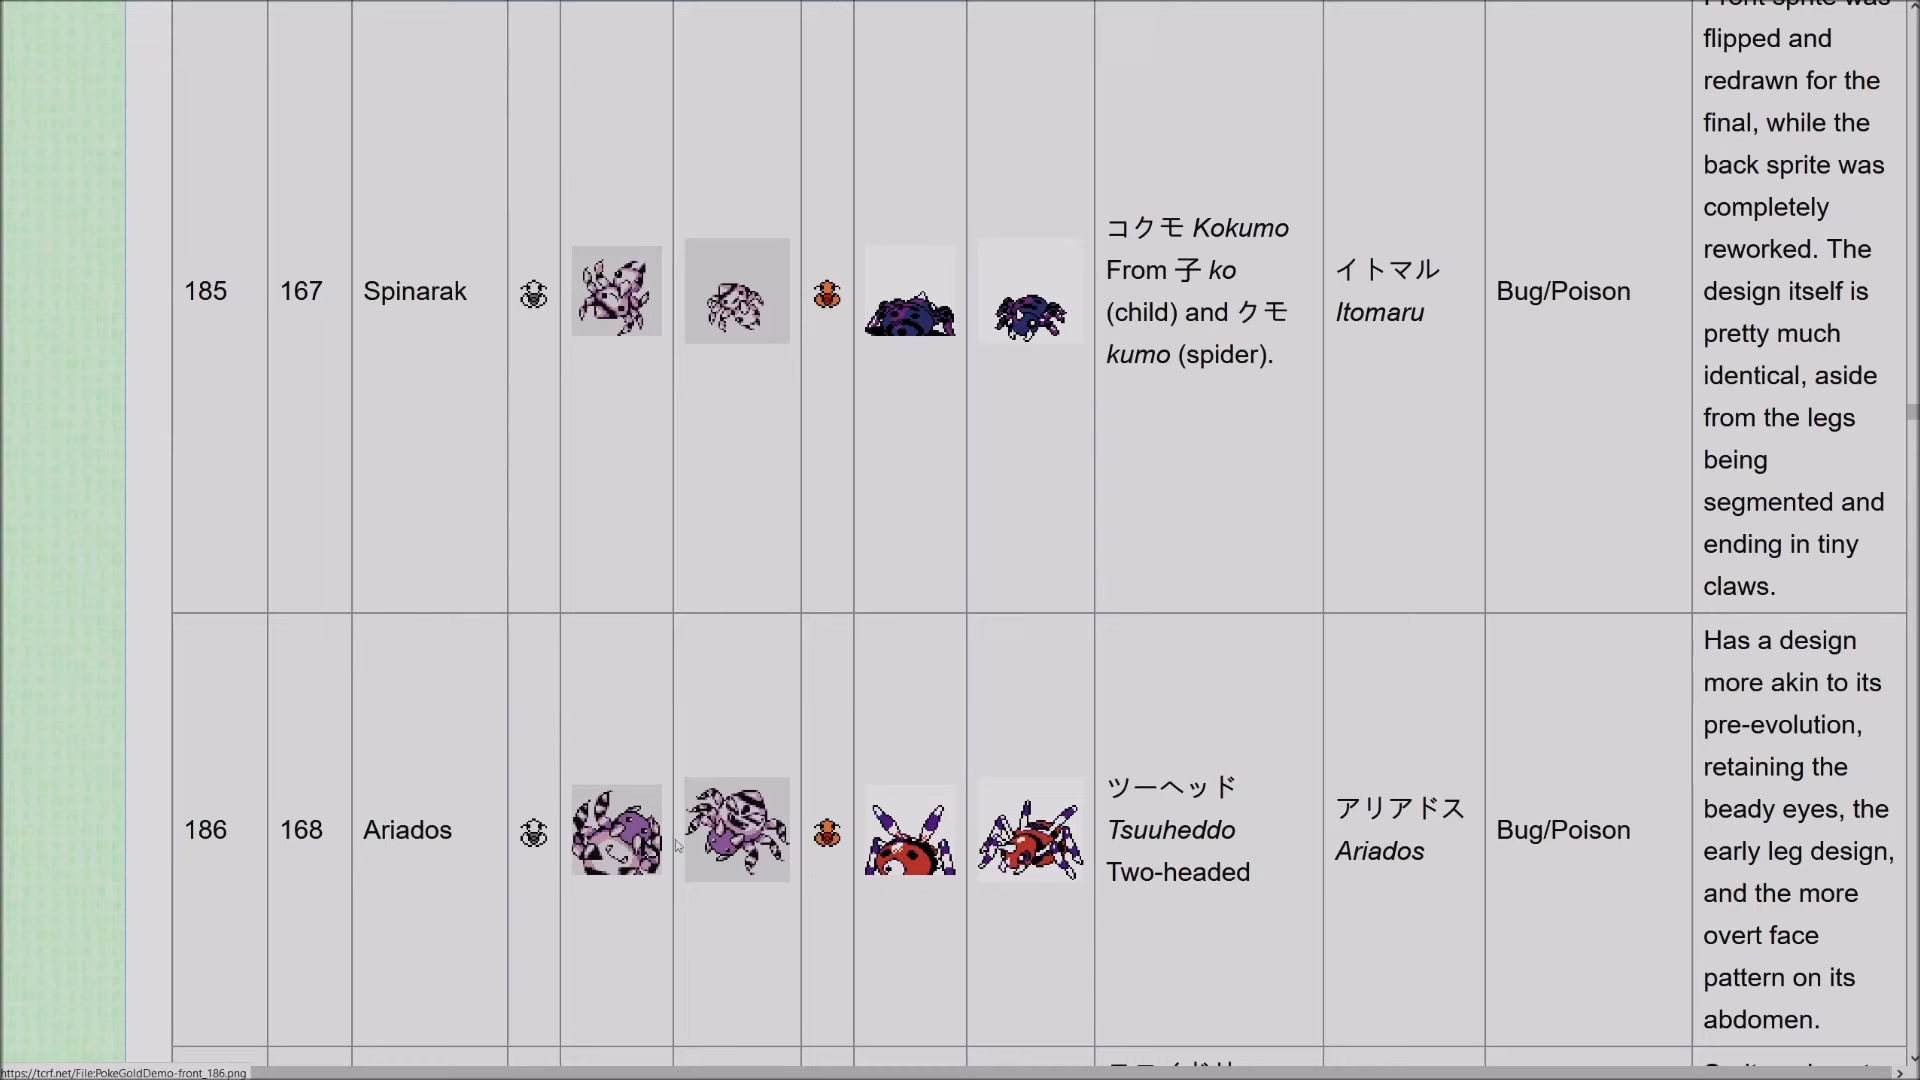 Front sprite was
flipped and
redrawn for the
final, while the
back sprite was
completely
reworked. The
design itself is
pretty much
identical, aside
from the legs
being
segmented and
ending in tiny
claws.
185
167
Spinarak
コクモ Kokumo
From 子 ko
(child) and クモ
kumo (spider).
イトマル
Itomaru
Bug/Poison
186
168
Ariados
ツーヘッド
Tsuuheddo
Two-headed
アリアドス
Ariados
Bug/Poison
Has a design
more akin to its
pre-evolution,
retaining the
beady eyes, the
early leg design,
and the more
overt face
pattern on its
abdomen.
https://tcrf.net/File:PokeGoldDemo-front_186.png